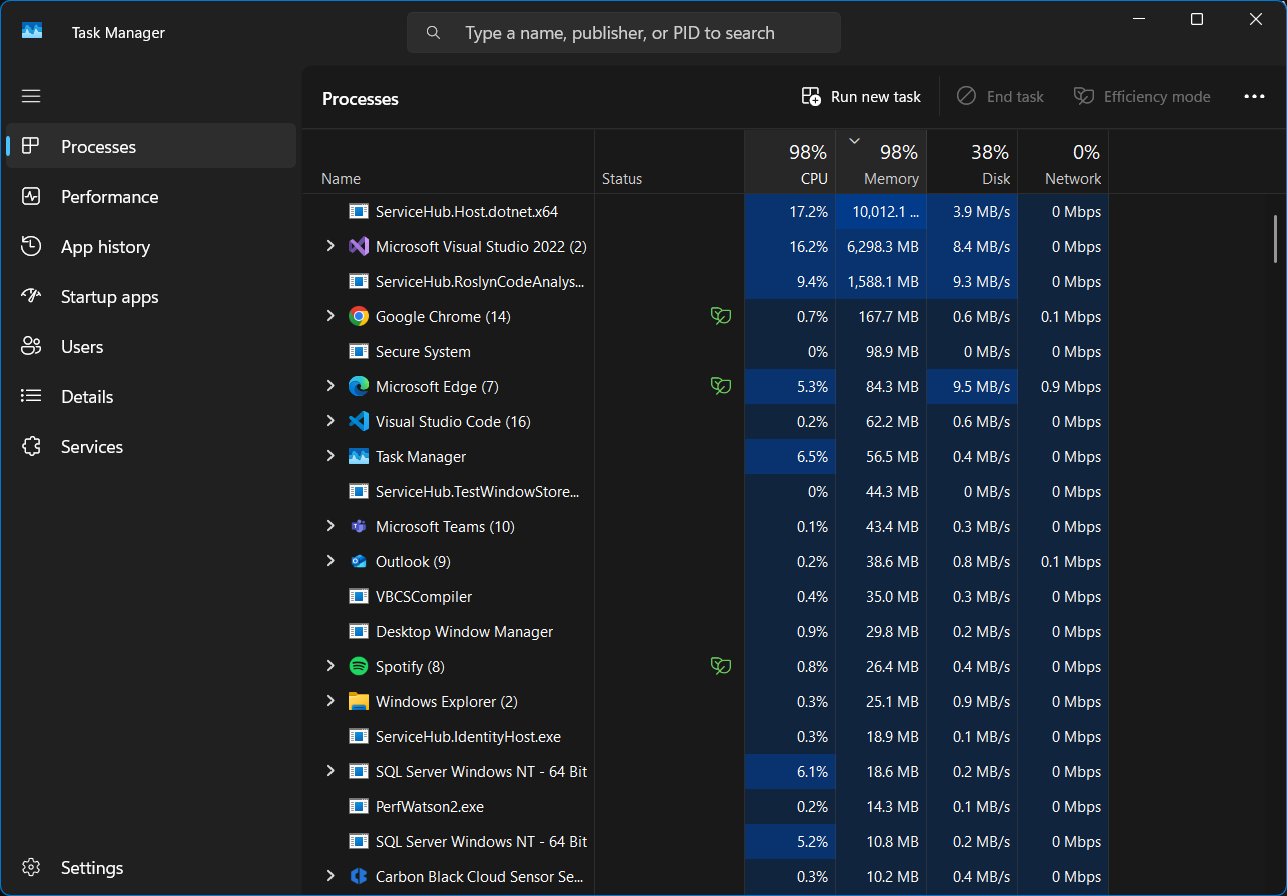 Task Manager
Type a name, publisher, or PID to search
Processes
Run new task
End task
Efficiency mode
Processes
Performance
App history
Startup apps
Users
Details
Services
Settings
98% 98% 38% 0%
Name Status CPU Memory Disk Network
ServiceHub.Host.dotnet.x64 17.2% 10,012.1 ... 3.9 MB/s 0 Mbps
Microsoft Visual Studio 2022 (2) 16.2% 6,298.3 MB 8.4 MB/s 0 Mbps
ServiceHub.RoslynCodeAnalys... 9.4% 1,588.1 MB 9.3 MB/s 0 Mbps
Google Chrome (14) 0.7% 167.7 MB 0.6 MB/s 0.1 Mbps
Secure System 0% 98.9 MB 0 MB/s 0 Mbps
Microsoft Edge (7) 5.3% 84.3 MB 9.5 MB/s 0.9 Mbps
Visual Studio Code (16) 0.2% 62.2 MB 0.6 MB/s 0 Mbps
Task Manager 6.5% 56.5 MB 0.4 MB/s 0 Mbps
ServiceHub.TestWindowStore... 0% 44.3 MB 0 MB/s 0 Mbps
Microsoft Teams (10) 0.1% 43.4 MB 0.3 MB/s 0 Mbps
Outlook (9) 0.2% 38.6 MB 0.8 MB/s 0.1 Mbps
VBCSCompiler 0.4% 35.0 MB 0.3 MB/s 0 Mbps
Desktop Window Manager 0.9% 29.8 MB 0.2 MB/s 0 Mbps
Spotify (8) 0.8% 26.4 MB 0.4 MB/s 0 Mbps
Windows Explorer (2) 0.3% 25.1 MB 0.9 MB/s 0 Mbps
ServiceHub.IdentityHost.exe 0.3% 18.9 MB 0.1 MB/s 0 Mbps
SQL Server Windows NT - 64 Bit 6.1% 18.6 MB 0.2 MB/s 0 Mbps
PerfWatson2.exe 0.2% 14.3 MB 0.1 MB/s 0 Mbps
SQL Server Windows NT - 64 Bit 5.2% 10.8 MB 0.2 MB/s 0 Mbps
Carbon Black Cloud Sensor Se... 0.3% 10.2 MB 0.4 MB/s 0 Mbps